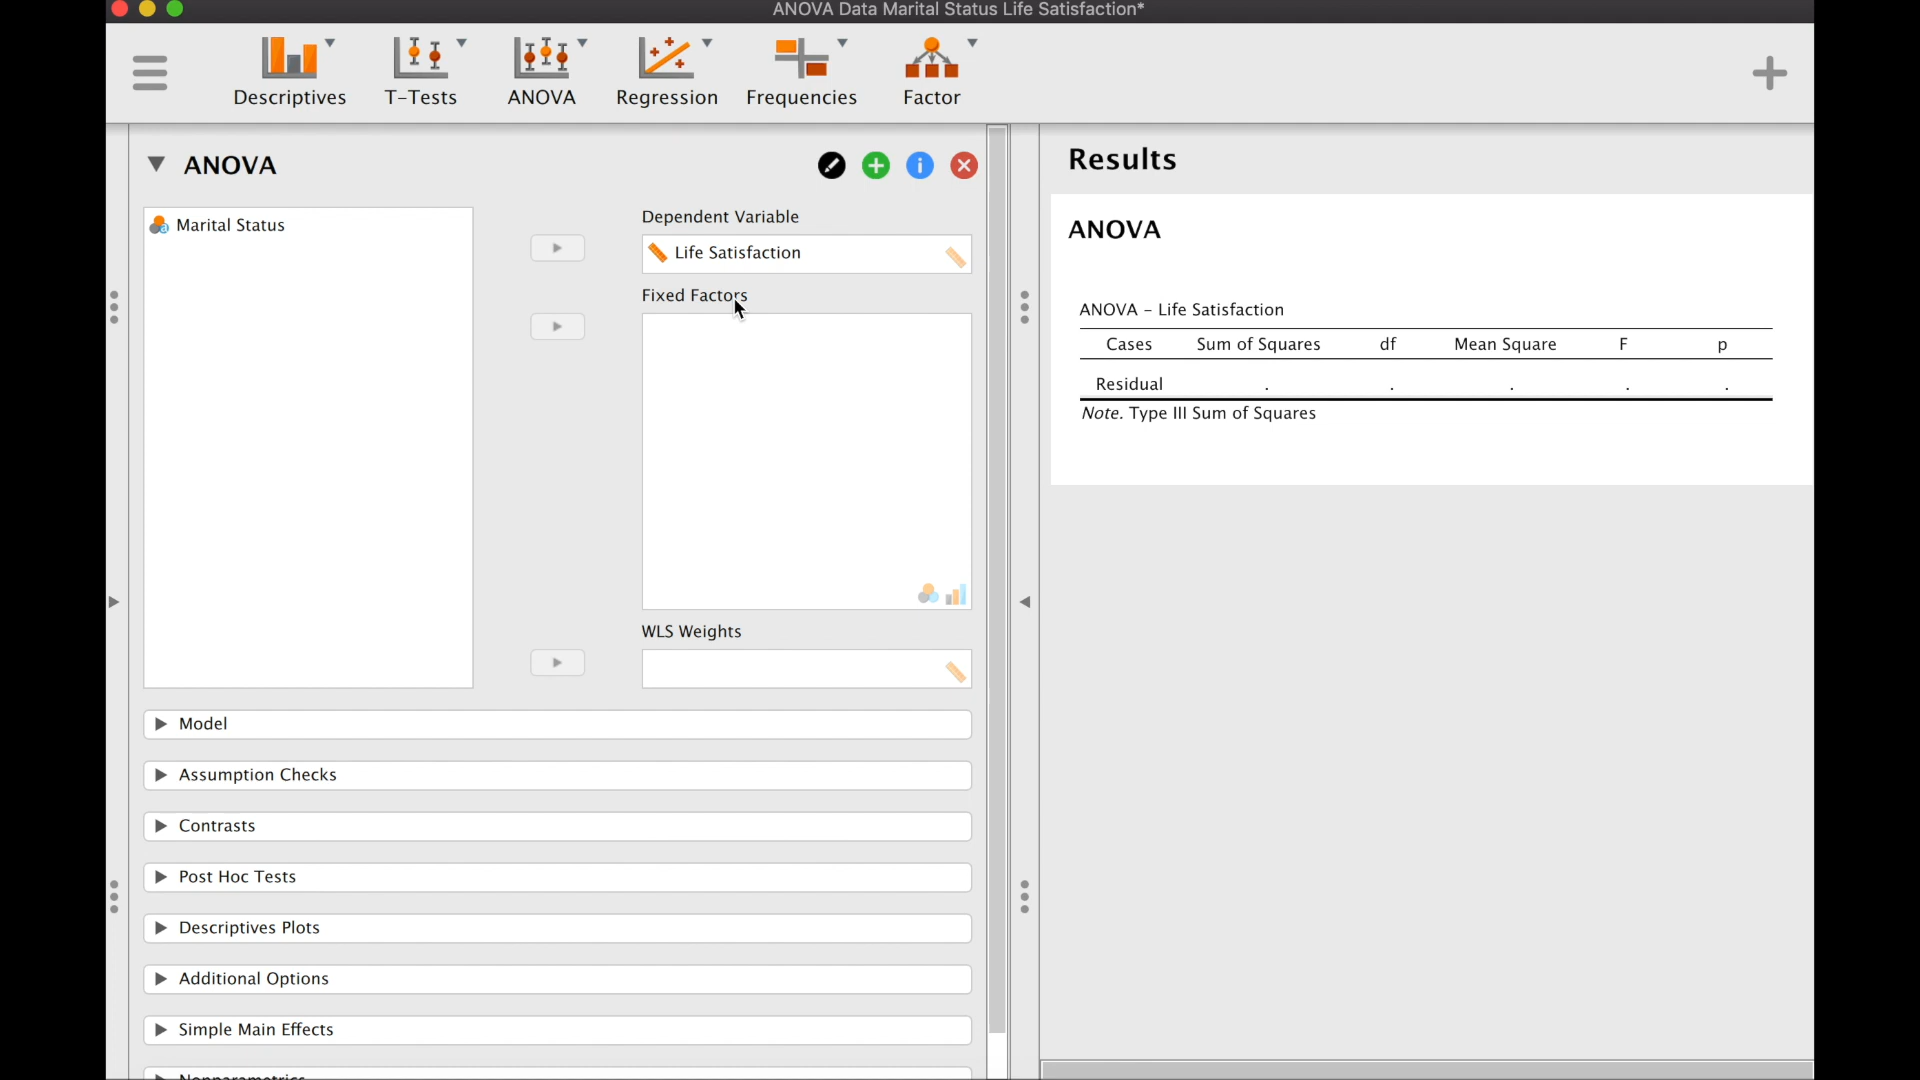 ANOVA Data Marital Status Life Satisfaction*
Descriptives
T-Tests
ANOVA
Regression
Frequencies
Factor
ANOVA
Marital Status
Dependent Variable
Life Satisfaction
Fixed Factors
WLS Weights
Model
Assumption Checks
Contrasts
Post Hoc Tests
Descriptives Plots
Additional Options
Simple Main Effects
Nonparametrics
Results
ANOVA
ANOVA - Life Satisfaction
Cases Sum of Squares df Mean Square F p
Residual . . . . .
Note. Type III Sum of Squares